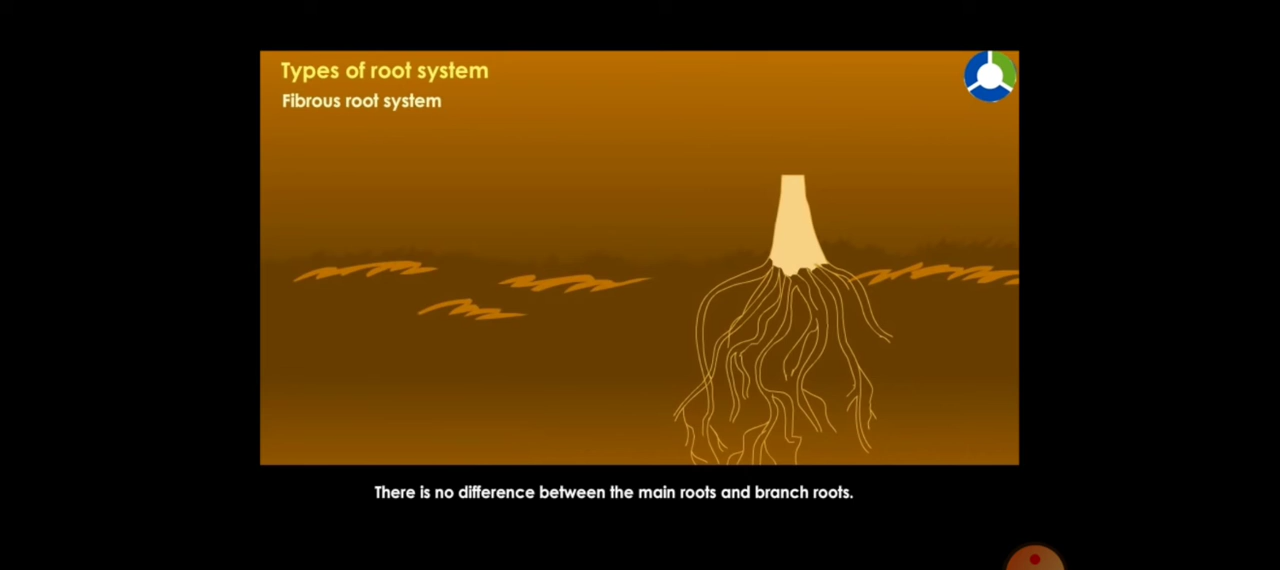 Types of root system
Fibrous root system
There is no difference between the main roots and branch roots.